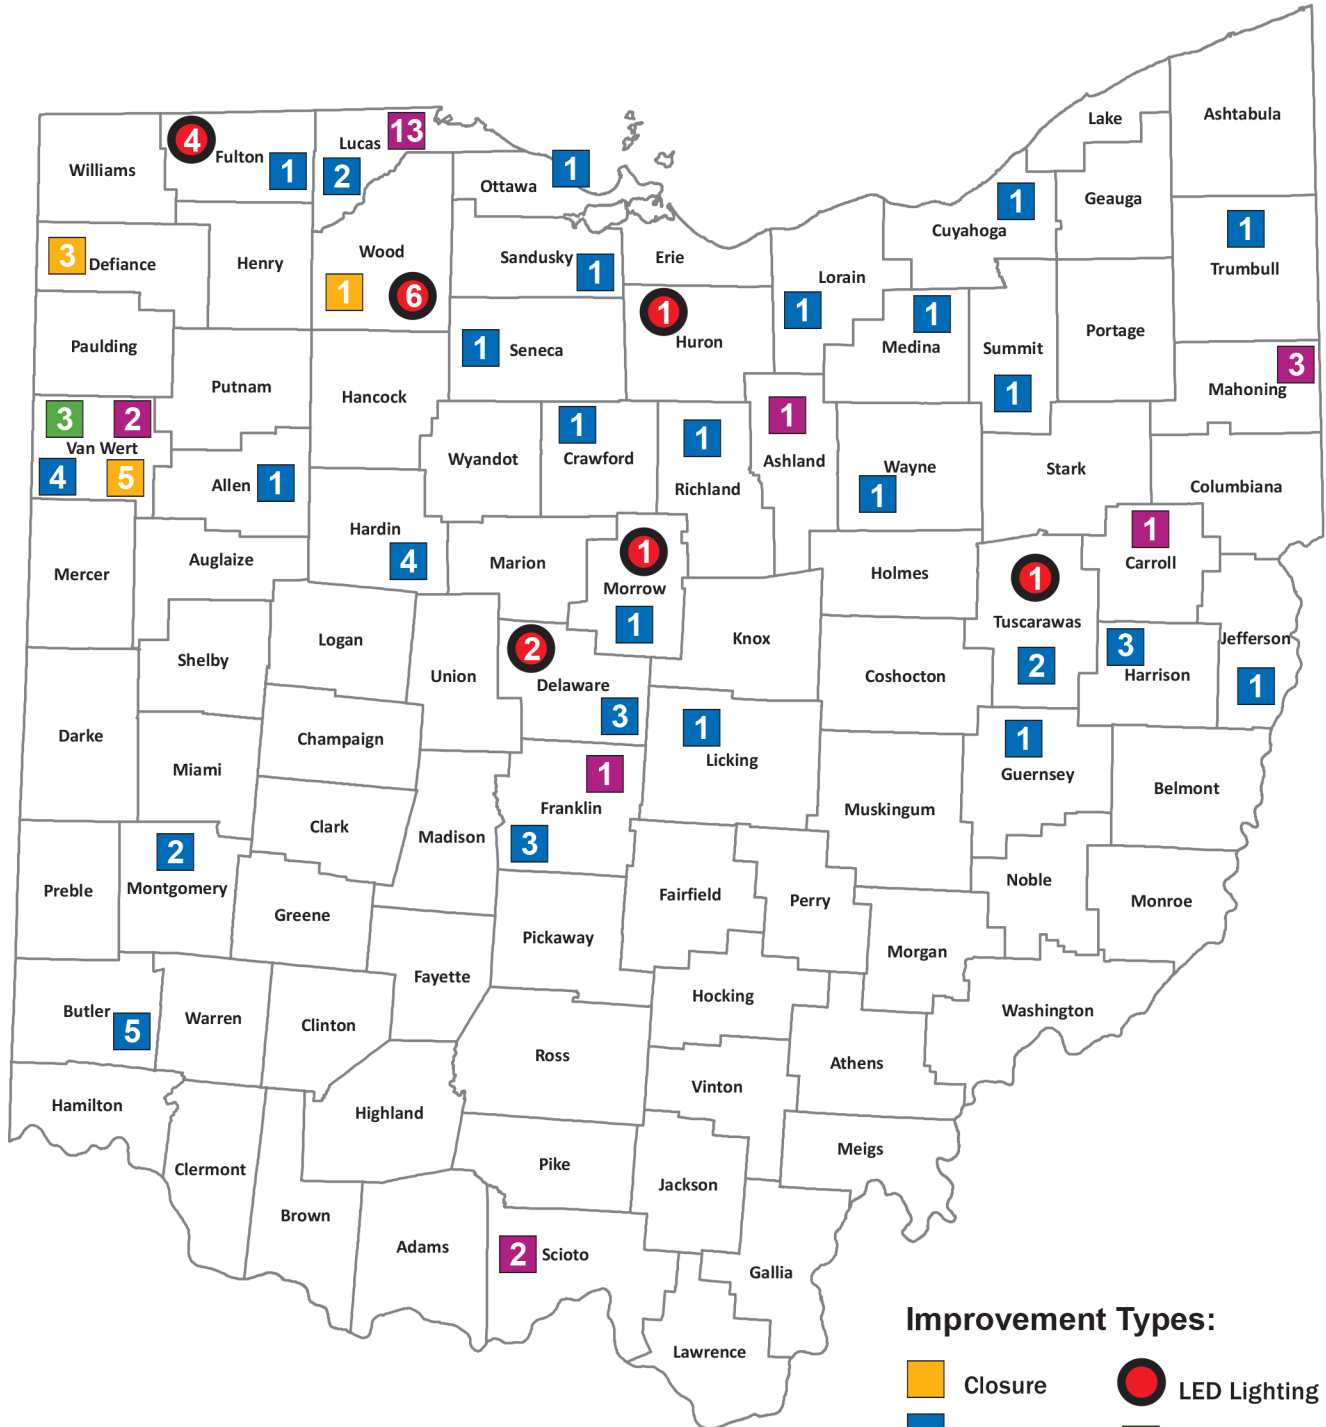 Ashtabula
Lake
4
Fulton
1
Lucas
13
2
Williams
Ottawa
1
Geauga
1
Cuyahoga
1
Trumbull
3
Defiance
Henry
Wood
1
6
Sandusky
1
Erie
Lorain
1
1
Huron
1
Medina
Summit
1
Portage
3
Mahoning
Paulding
Putnam
Hancock
1
Seneca
3
2
Van Wert
4
5
Allen
1
Wyandot
1
Crawford
1
Richland
1
Ashland
Wayne
1
Stark
Columbiana
Mercer
Auglaize
Hardin
4
Marion
1
Morrow
1
Holmes
1
Carroll
1
Tuscarawas
2
3
Harrison
Jefferson
1
Shelby
Logan
Union
2
Delaware
3
Knox
Coshocton
Darke
Miami
Champaign
1
Licking
1
Guernsey
Belmont
Clark
Madison
1
Franklin
3
Muskingum
Preble
2
Montgomery
Greene
Pickaway
Fairfield
Perry
Noble
Monroe
Morgan
Fayette
Hocking
Washington
Butler
5
Warren
Clinton
Ross
Athens
Vinton
Hamilton
Highland
Meigs
Clermont
Pike
Jackson
Brown
Adams
2
Scioto
Gallia
Lawrence
Improvement Types:
Closure
LED Lighting